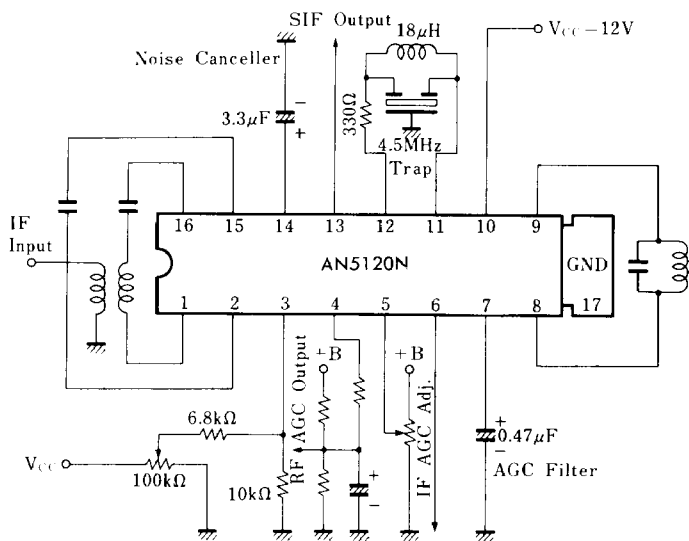 SIF Output
18μH
VCC−12V
Noise Canceller
3.3μF
−
+
330Ω
4.5MHz
Trap
IF
Input
16
15
14
13
12
11
10
9
AN5120N
GND
17
1
2
3
4
5
6
7
8
+B
+B
RF AGC Output
IF AGC Adj.
6.8kΩ
VCC
100kΩ
10kΩ
+
−
+
0.47μF
−
AGC Filter